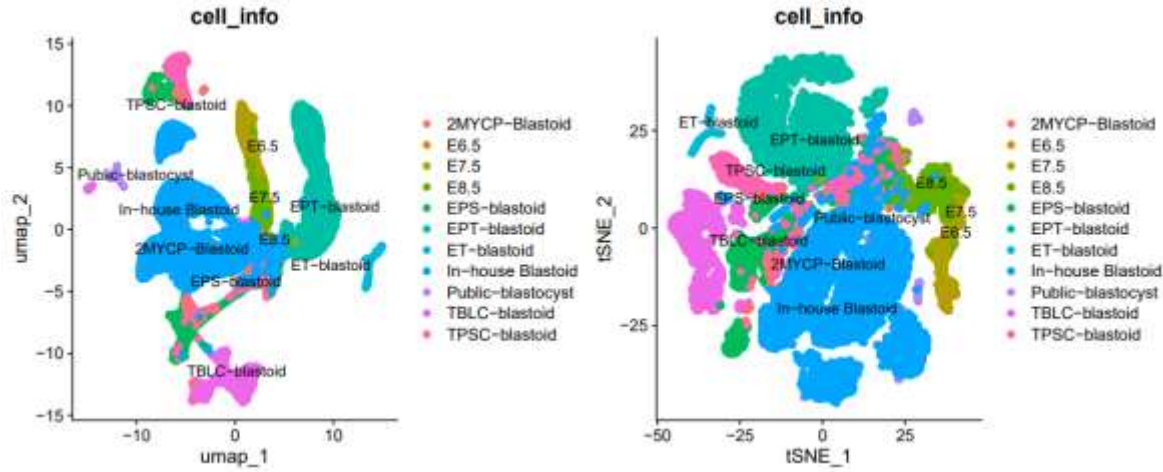 cell_info
15
10
5
0
−5
−10
−15
umap_2
−10
0
10
umap_1
TPSC−blastoid
E6.5
Public−blastocyst
E7.5
In−house Blastoid
EPT−blastoid
2MYCP−Blastoid
E8.5
ET−blastoid
EPS−blastoid
TBLC−blastoid
2MYCP−Blastoid
E6.5
E7.5
E8.5
EPS−blastoid
EPT−blastoid
ET−blastoid
In−house Blastoid
Public−blastocyst
TBLC−blastoid
TPSC−blastoid
cell_info
25
0
−25
tSNE_2
−50
−25
0
25
tSNE_1
ET−blastoid
EPT−blastoid
TPSC−blastoid
E8.5
EPS−blastoid
Public−blastocyst
E7.5
E6.5
TBLC−blastoid
2MYCP−Blastoid
In−house Blastoid
2MYCP−Blastoid
E6.5
E7.5
E8.5
EPS−blastoid
EPT−blastoid
ET−blastoid
In−house Blastoid
Public−blastocyst
TBLC−blastoid
TPSC−blastoid